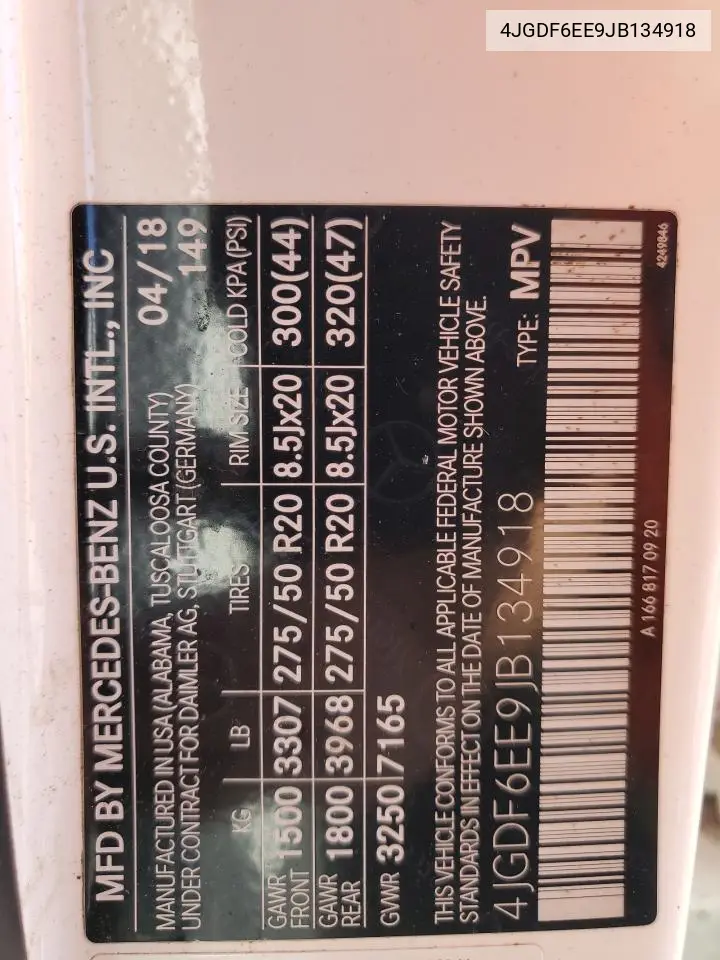 4JGDF6EE9JB134918
MFD BY MERCEDES-BENZ U.S. INTL., INC
MANUFACTURED IN USA (ALABAMA, TUSCALOOSA COUNTY) 04/18
UNDER CONTRACT FOR DAIMLER AG, STUTTGART (GERMANY) 149
KG LB TIRES RIM SIZE COLD KPA (PSI)
GAWR FRONT 1500 3307 275/50 R20 8.5Jx20 300(44)
GAWR REAR 1800 3968 275/50 R20 8.5Jx20 320(47)
GWR 3250 7165
THIS VEHICLE CONFORMS TO ALL APPLICABLE FEDERAL MOTOR VEHICLE SAFETY
STANDARDS IN EFFECT ON THE DATE OF MANUFACTURE SHOWN ABOVE.
4JGDF6EE9JB134918 TYPE: MPV
A 166 817 09 20 4249846